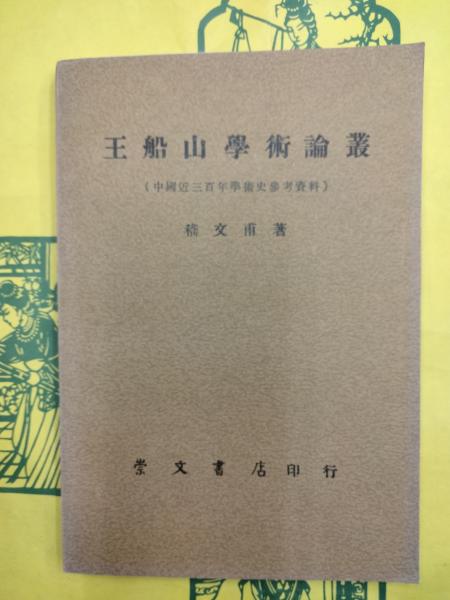 王船山學術論叢
《中國近三百年學術史參考資料》
嵇文甫著
崇文書店印行